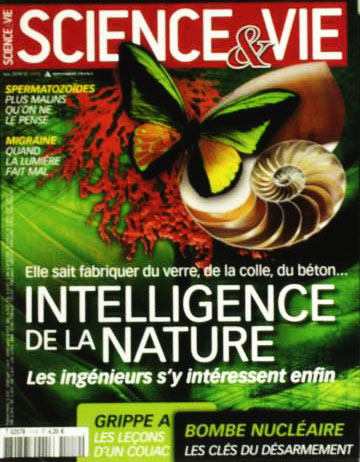 SCIENCE & VIE
SCIENCE & VIE
SPERMATOZOÏDES
PLUS MALINS
QU'ON NE
LE PENSE
MIGRAINE
QUAND
LA LUMIÈRE
FAIT MAL
Elle sait fabriquer du verre, de la colle, du béton...
INTELLIGENCE
DE LA NATURE
Les ingénieurs s'y intéressent enfin
GRIPPE A
LES LEÇONS
D'UN COUAC
BOMBE NUCLÉAIRE
LES CLÉS DU DÉSARMEMENT
4,20 €